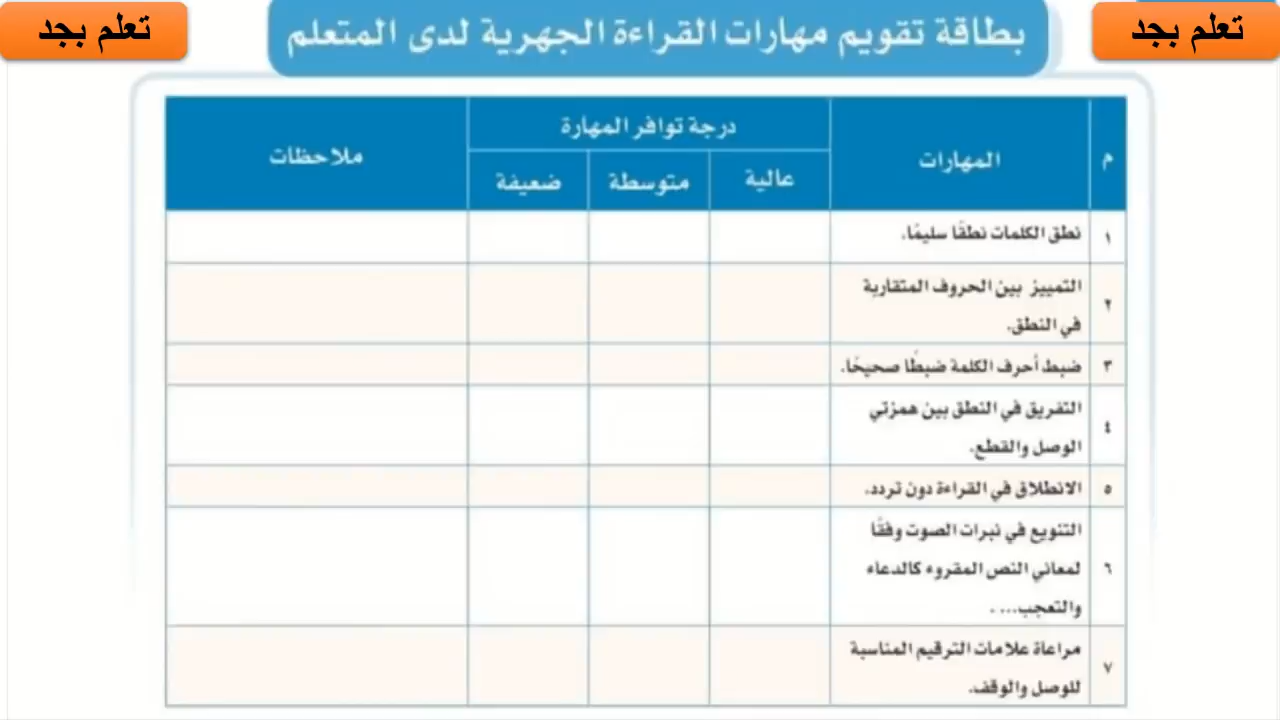 تعلم بجد
بطاقة تقويم مهارات القراءة الجهرية لدى المتعلم
تعلم بجد
م
المهارات
درجة توافر المهارة
ملاحظات
عالية
متوسطة
ضعيفة
١ نطق الكلمات نطقًا سليمًا.
٢ التمييز بين الحروف المتقاربة
في النطق.
٣ ضبط أحرف الكلمة ضبطًا صحيحًا.
٤ التفريق في النطق بين همزتي
الوصل والقطع.
٥ الانطلاق في القراءة دون تردد.
التنويع في نبرات الصوت وفقًا
٦ لمعاني النص المقروء كالدعاء
والتعجب... .
٧ مراعاة علامات الترقيم المناسبة
للوصل والوقف.